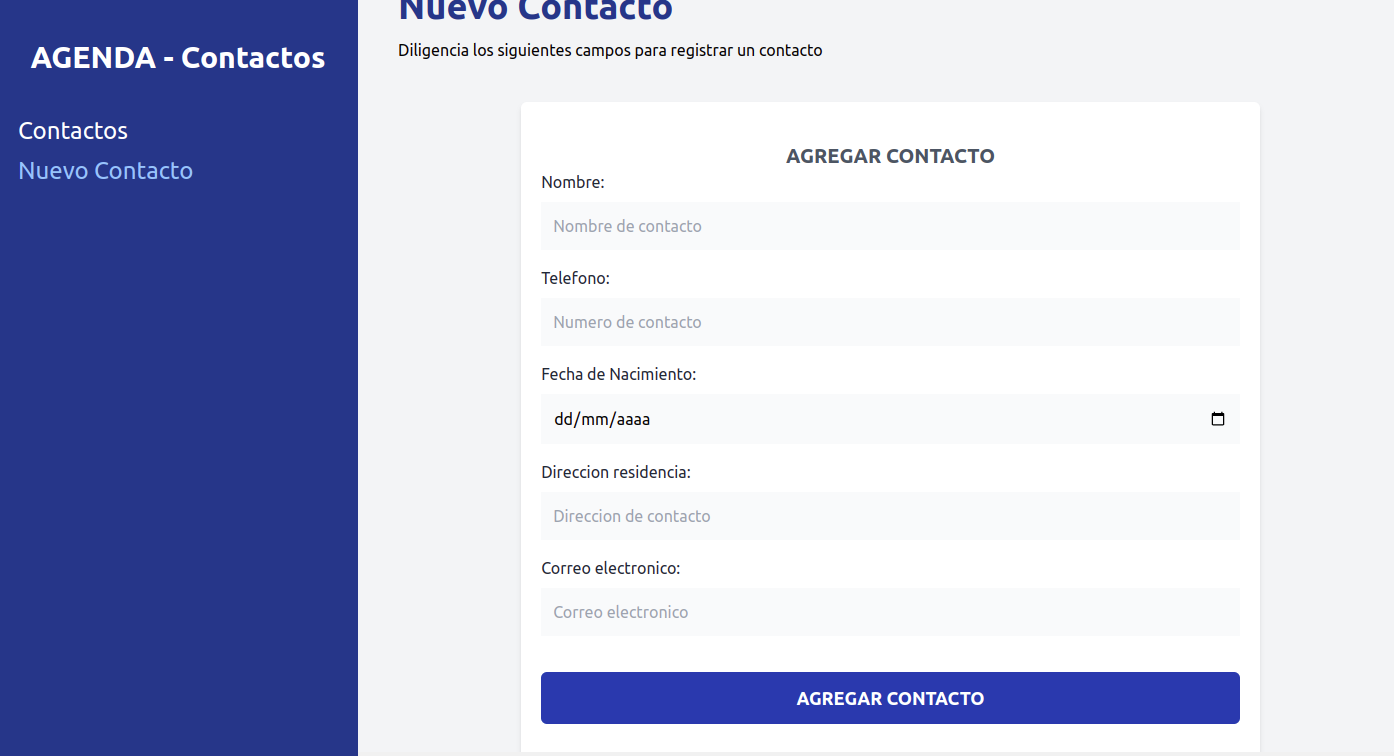 AGENDA - Contactos
Contactos
Nuevo Contacto
Nuevo Contacto
Diligencia los siguientes campos para registrar un contacto
AGREGAR CONTACTO
Nombre:
Nombre de contacto
Telefono:
Numero de contacto
Fecha de Nacimiento:
dd/mm/aaaa
Direccion residencia:
Direccion de contacto
Correo electronico:
Correo electronico
AGREGAR CONTACTO